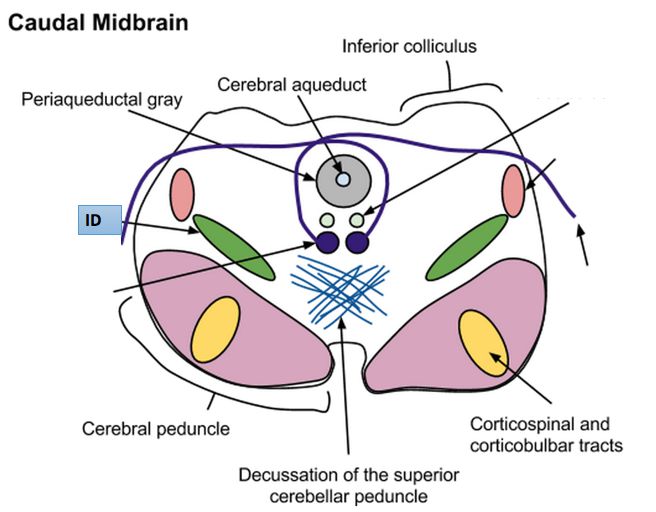 Caudal Midbrain
Inferior colliculus
Cerebral aqueduct
Periaqueductal gray
ID
Cerebral peduncle
Corticospinal and
corticobulbar tracts
Decussation of the superior
cerebellar peduncle